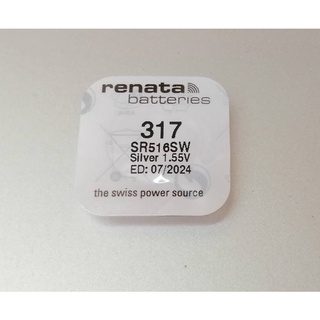 renata
batteries
317
SR516SW
Silver 1.55V
ED: 07/2024
the swiss power source